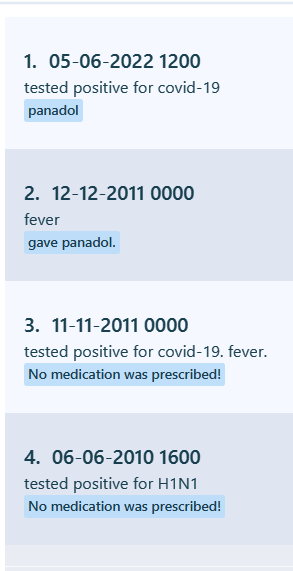 1. 05-06-2022 1200
tested positive for covid-19
panadol
2. 12-12-2011 0000
fever
gave panadol.
3. 11-11-2011 0000
tested positive for covid-19. fever.
No medication was prescribed!
4. 06-06-2010 1600
tested positive for H1N1
No medication was prescribed!